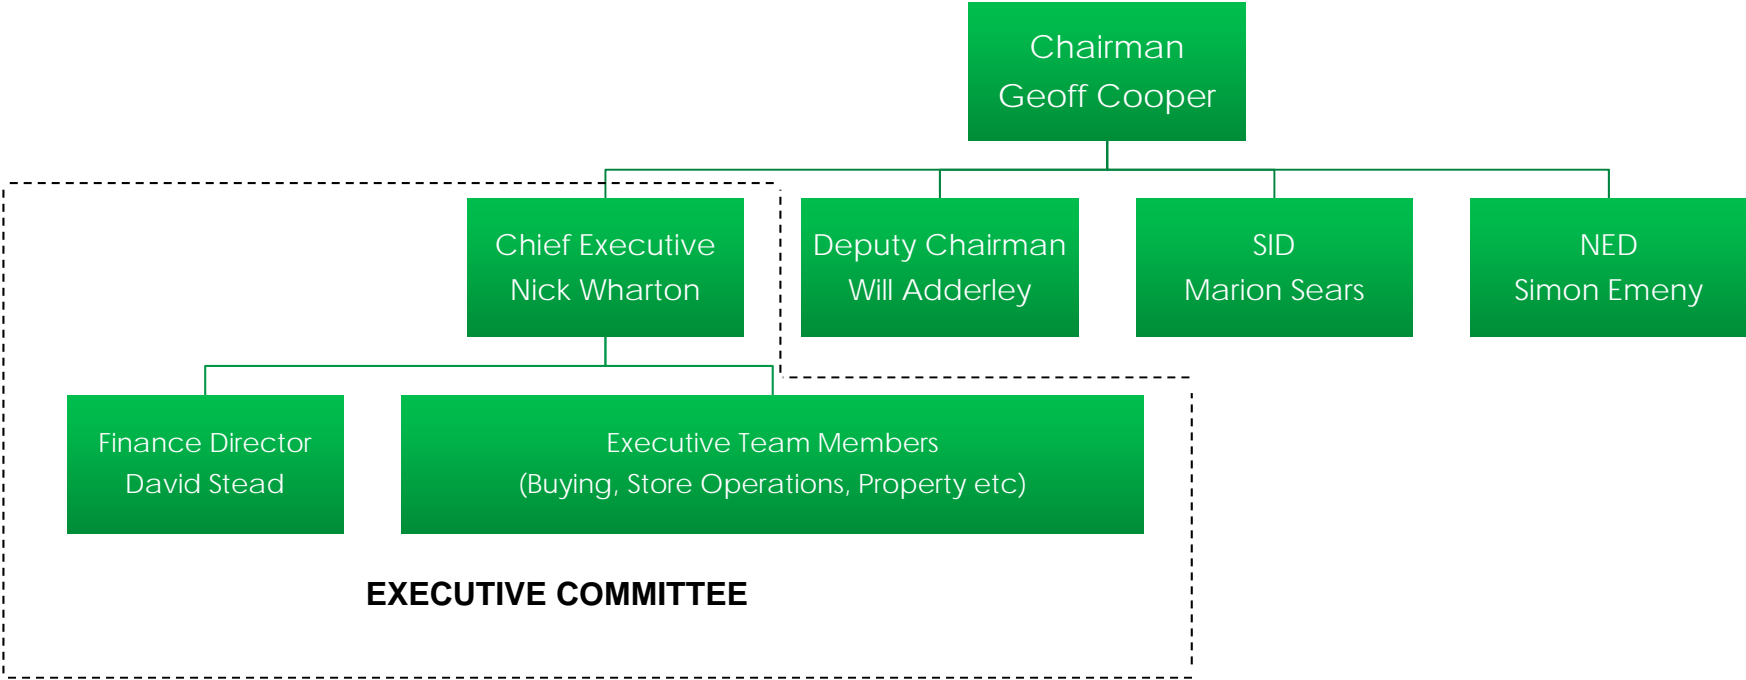 Chairman
Geoff Cooper
Chief Executive
Nick Wharton
Deputy Chairman
Will Adderley
SID
Marion Sears
NED
Simon Emeny
Finance Director
David Stead
Executive Team Members
(Buying, Store Operations, Property etc)
EXECUTIVE COMMITTEE